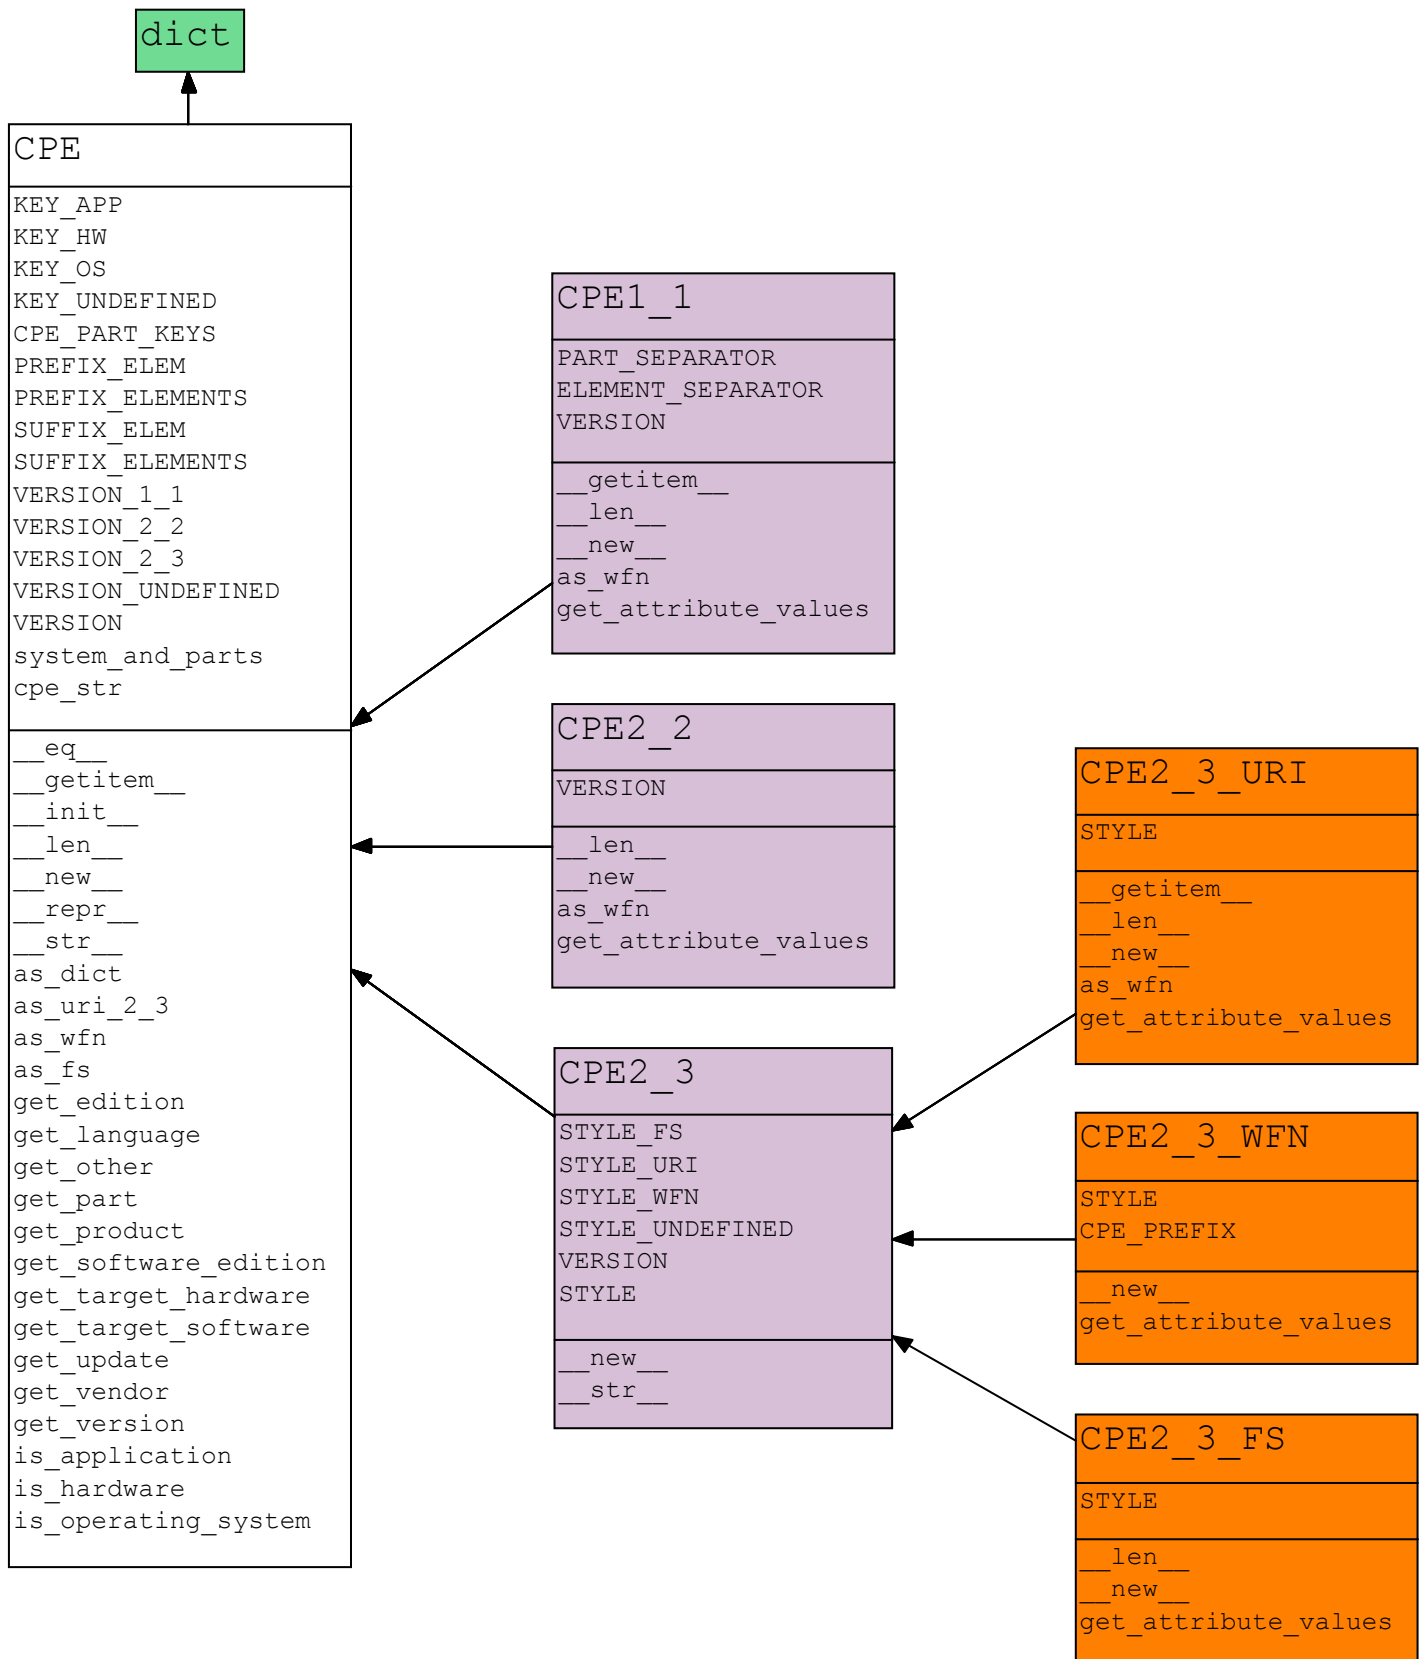 dict
CPE
KEY_APP
KEY_HW
KEY_OS
KEY_UNDEFINED
CPE_PART_KEYS
PREFIX_ELEM
PREFIX_ELEMENTS
SUFFIX_ELEM
SUFFIX_ELEMENTS
VERSION_1_1
VERSION_2_2
VERSION_2_3
VERSION_UNDEFINED
VERSION
system_and_parts
cpe_str
__eq__
__getitem__
__init__
__len__
__new__
__repr__
__str__
as_dict
as_uri_2_3
as_wfn
as_fs
get_edition
get_language
get_other
get_part
get_product
get_software_edition
get_target_hardware
get_target_software
get_update
get_vendor
get_version
is_application
is_hardware
is_operating_system
CPE1_1
PART_SEPARATOR
ELEMENT_SEPARATOR
VERSION
__getitem__
__len__
__new__
as_wfn
get_attribute_values
CPE2_2
VERSION
__len__
__new__
as_wfn
get_attribute_values
CPE2_3
STYLE_FS
STYLE_URI
STYLE_WFN
STYLE_UNDEFINED
VERSION
STYLE
__new__
__str__
CPE2_3_URI
STYLE
__getitem__
__len__
__new__
as_wfn
get_attribute_values
CPE2_3_WFN
STYLE
CPE_PREFIX
__new__
get_attribute_values
CPE2_3_FS
STYLE
__len__
__new__
get_attribute_values